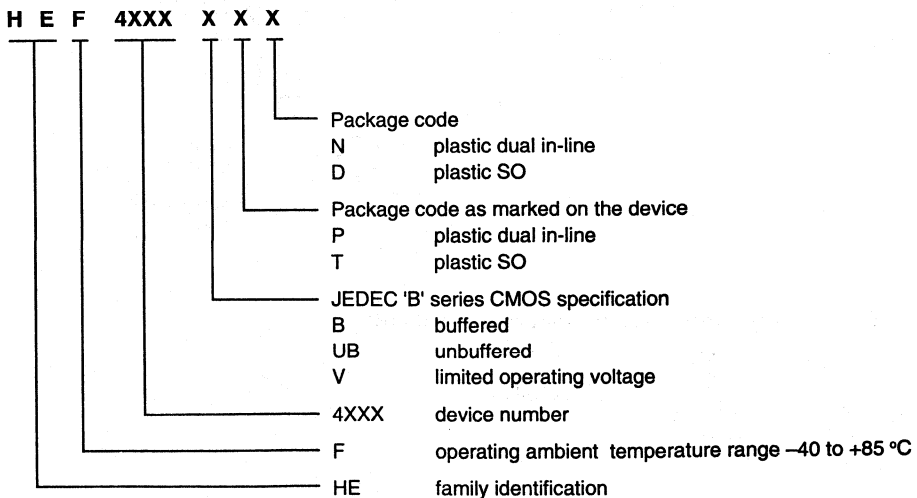 H E F 4XXX X X X
Package code
N plastic dual in-line
D plastic SO
Package code as marked on the device
P plastic dual in-line
T plastic SO
JEDEC 'B' series CMOS specification
B buffered
UB unbuffered
V limited operating voltage
4XXX device number
F operating ambient temperature range –40 to +85 ºC
HE family identification